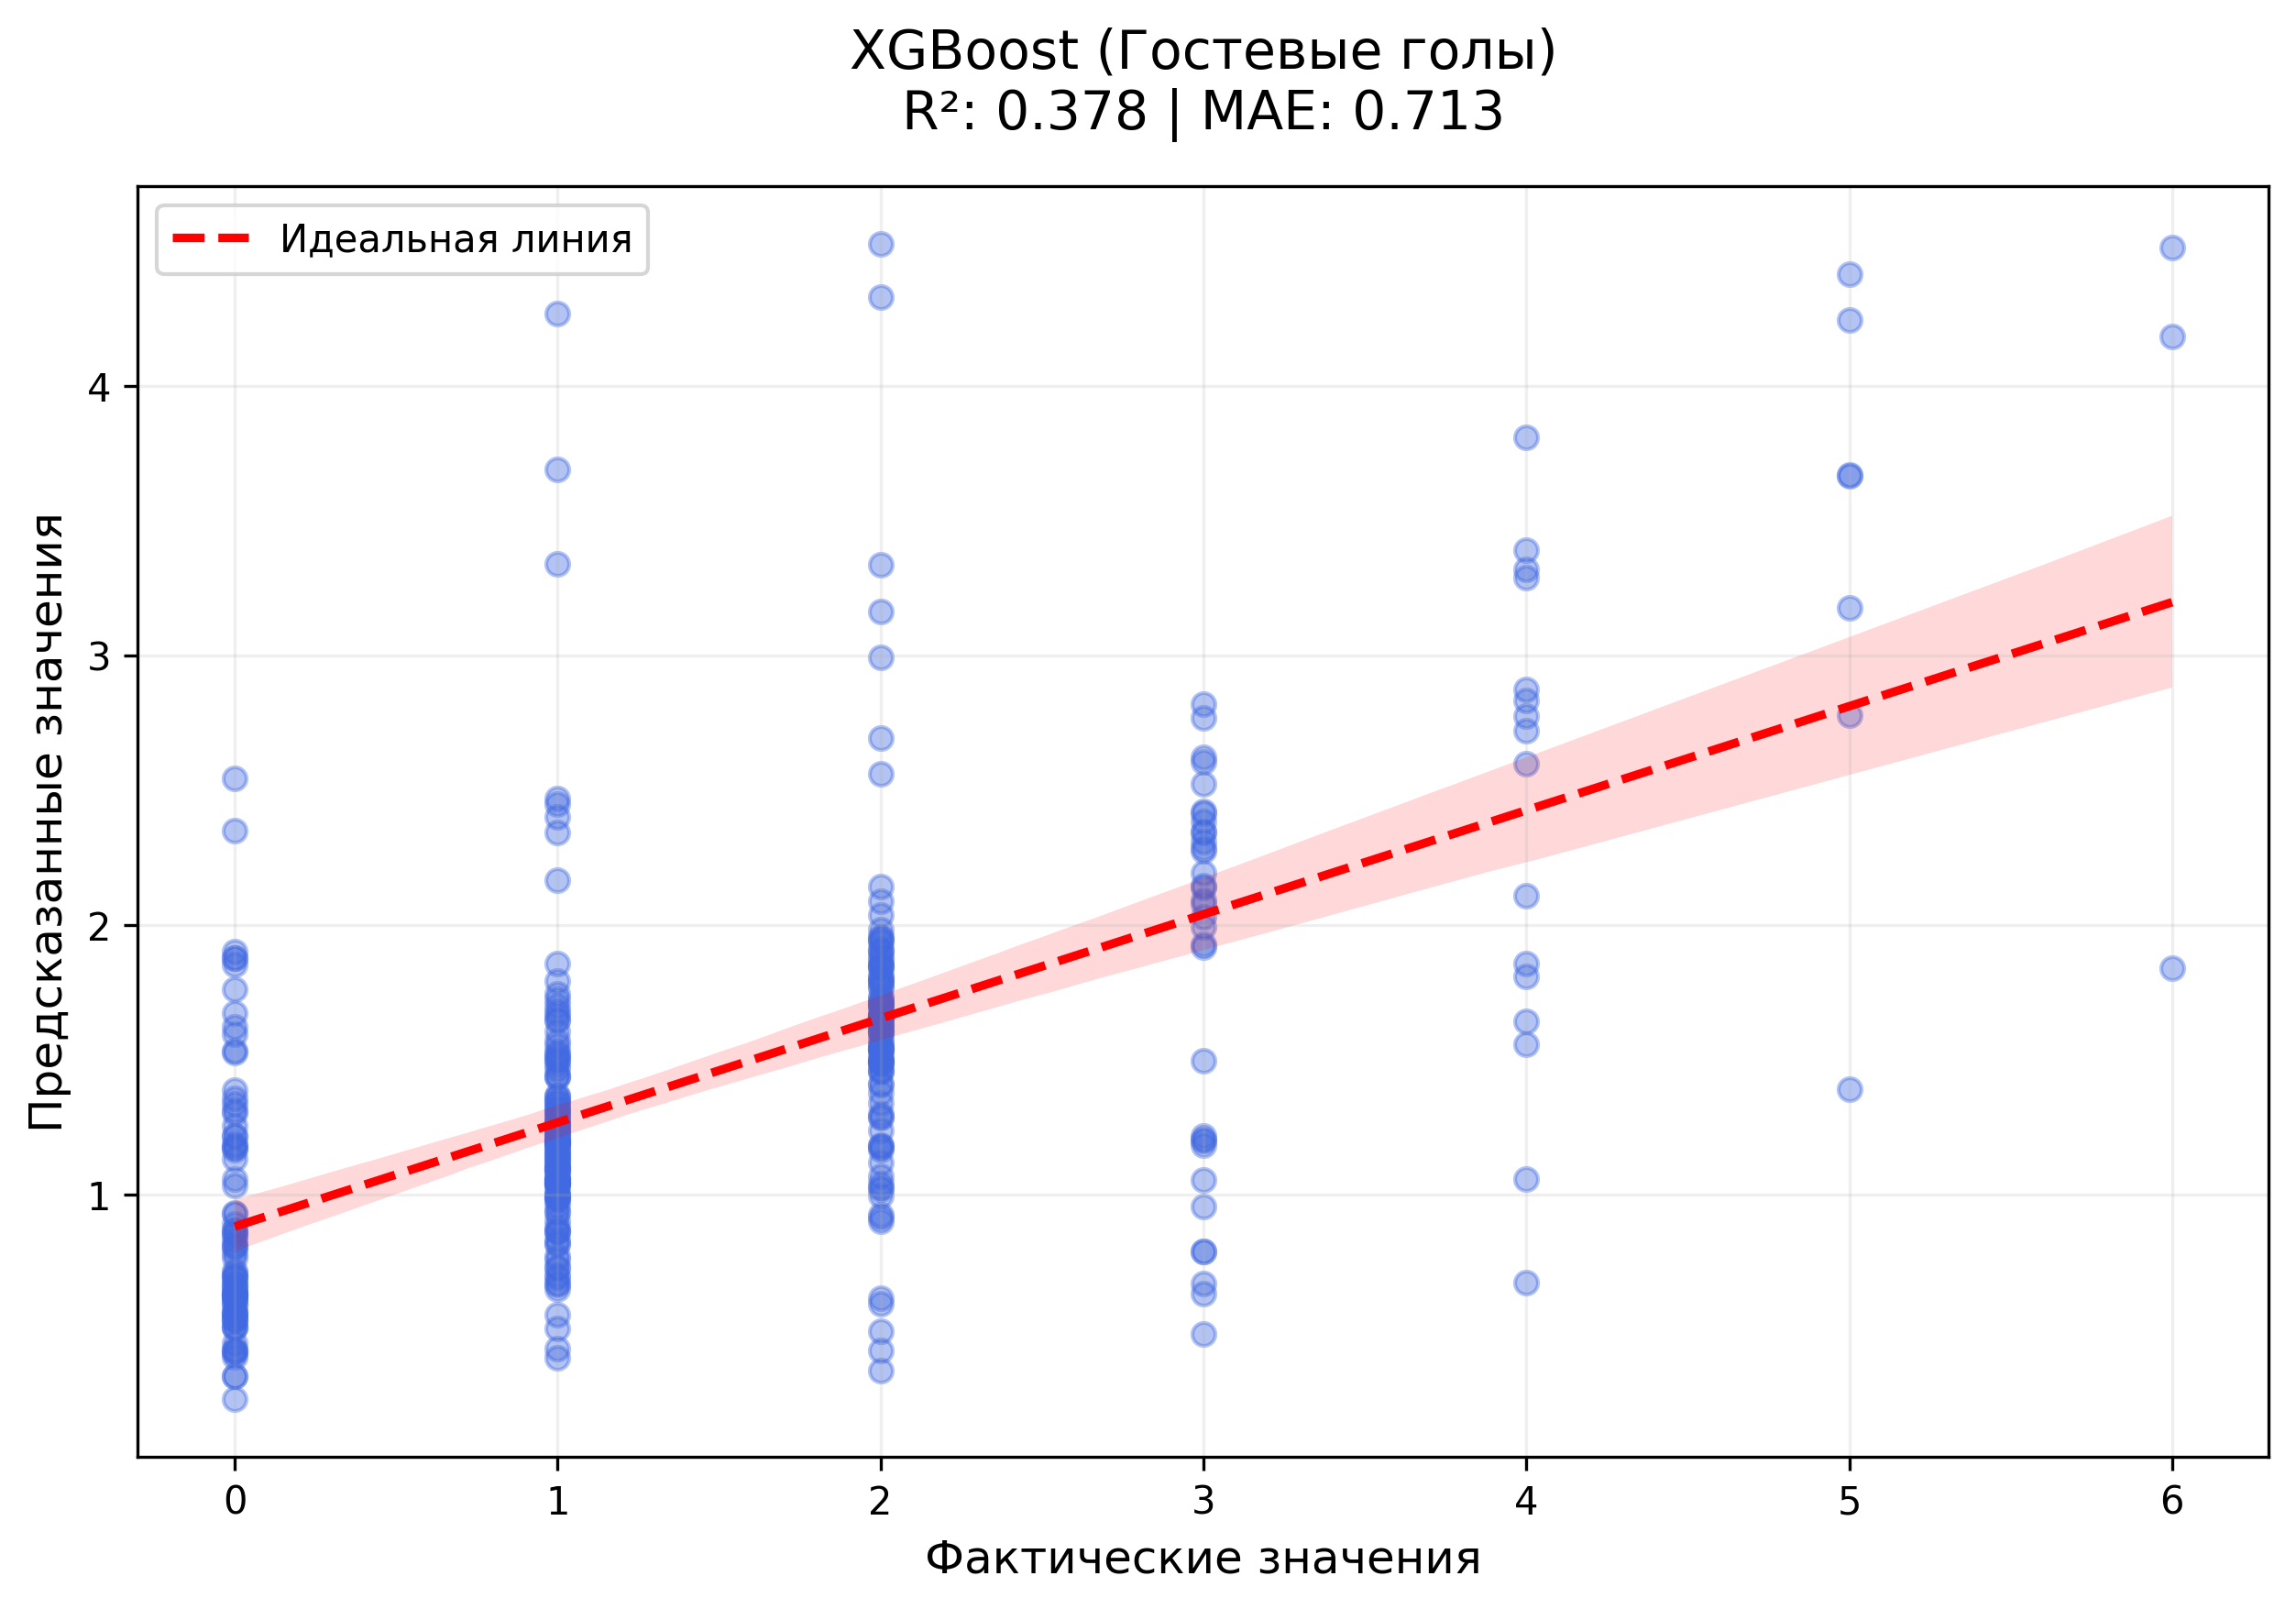 XGBoost (Гостевые голы)
R²: 0.378 | MAE: 0.713
Идеальная линия
Предсказанные значения
4
3
2
1
0 1 2 3 4 5 6
Фактические значения